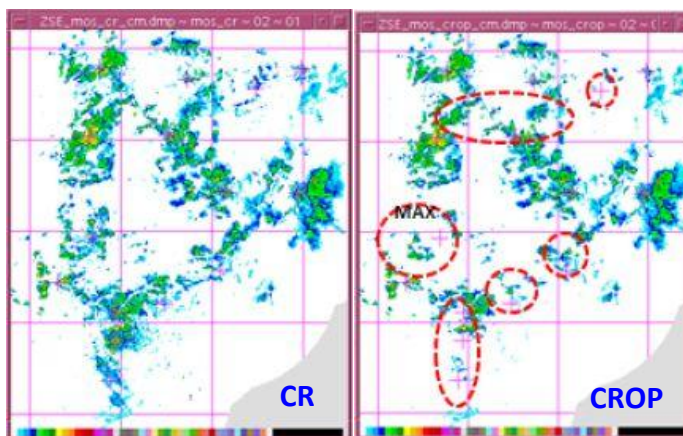 ZSE_mos_cr_cm.dmp ~ mos_cr ~ 02 ~ 01
ZSE_mos_crop_cm.dmp ~ mos_crop ~ 02 ~
MAX
CR
CROP